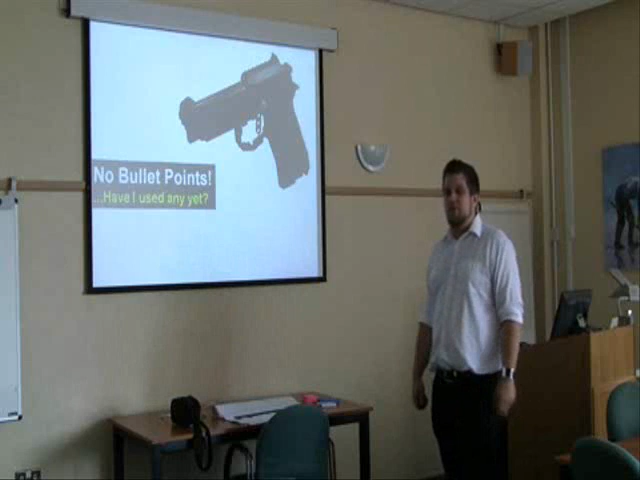 No Bullet Points!
...Have I used any yet?